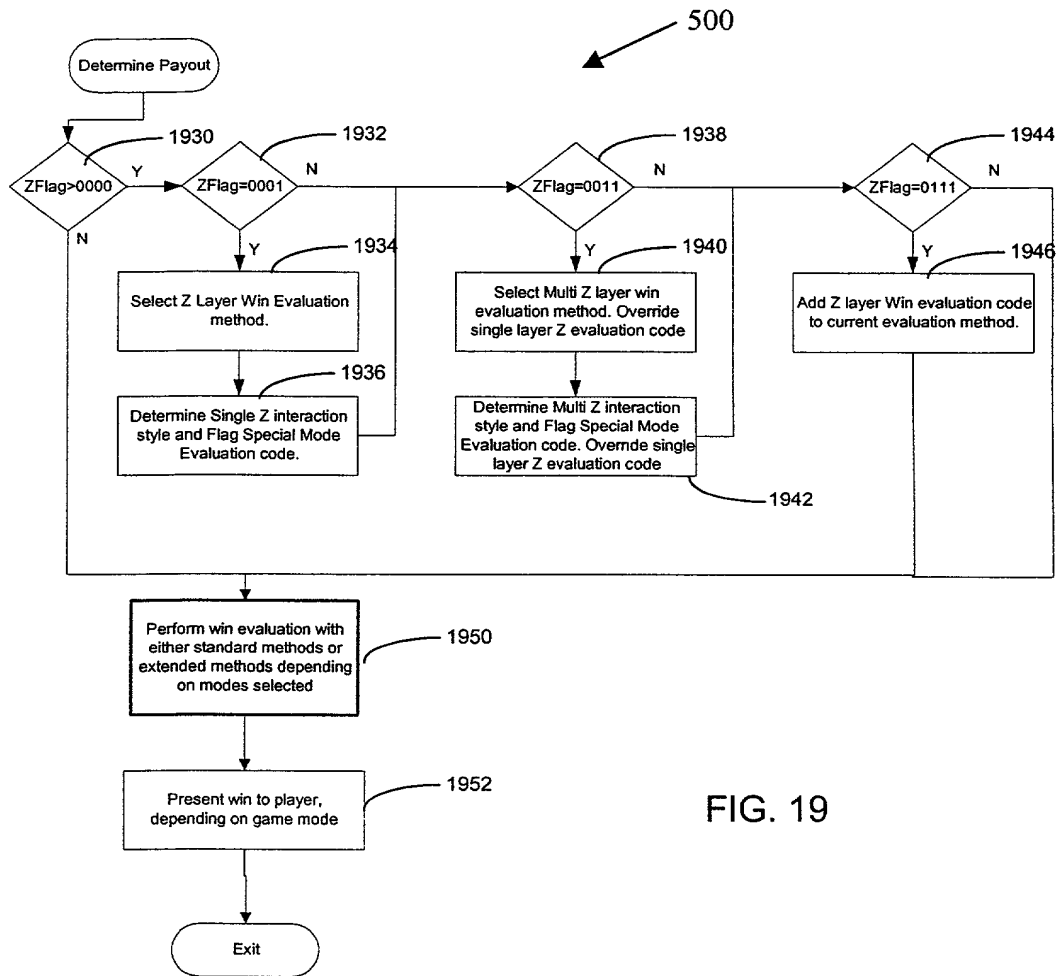 500
Determine Payout
1930
1932
1938
1944
ZFlag>0000
Y
ZFlag=0001
N
ZFlag=0011
N
ZFlag=0111
N
N
Y
1934
Y
1940
Y
1946
Select Z Layer Win Evaluation
method.
Select Multi Z layer win
evaluation method. Override
single layer Z evaluation code
Add Z layer Win evaluation code
to current evaluation method.
1936
Determine Single Z interaction
style and Flag Special Mode
Evaluation code.
Determine Multi Z interaction
style and Flag Special Mode
Evaluation code. Override single
layer Z evaluation code
1942
Perform win evaluation with
either standard methods or
extended methods depending
on modes selected
1950
Present win to player,
depending on game mode
1952
FIG. 19
Exit